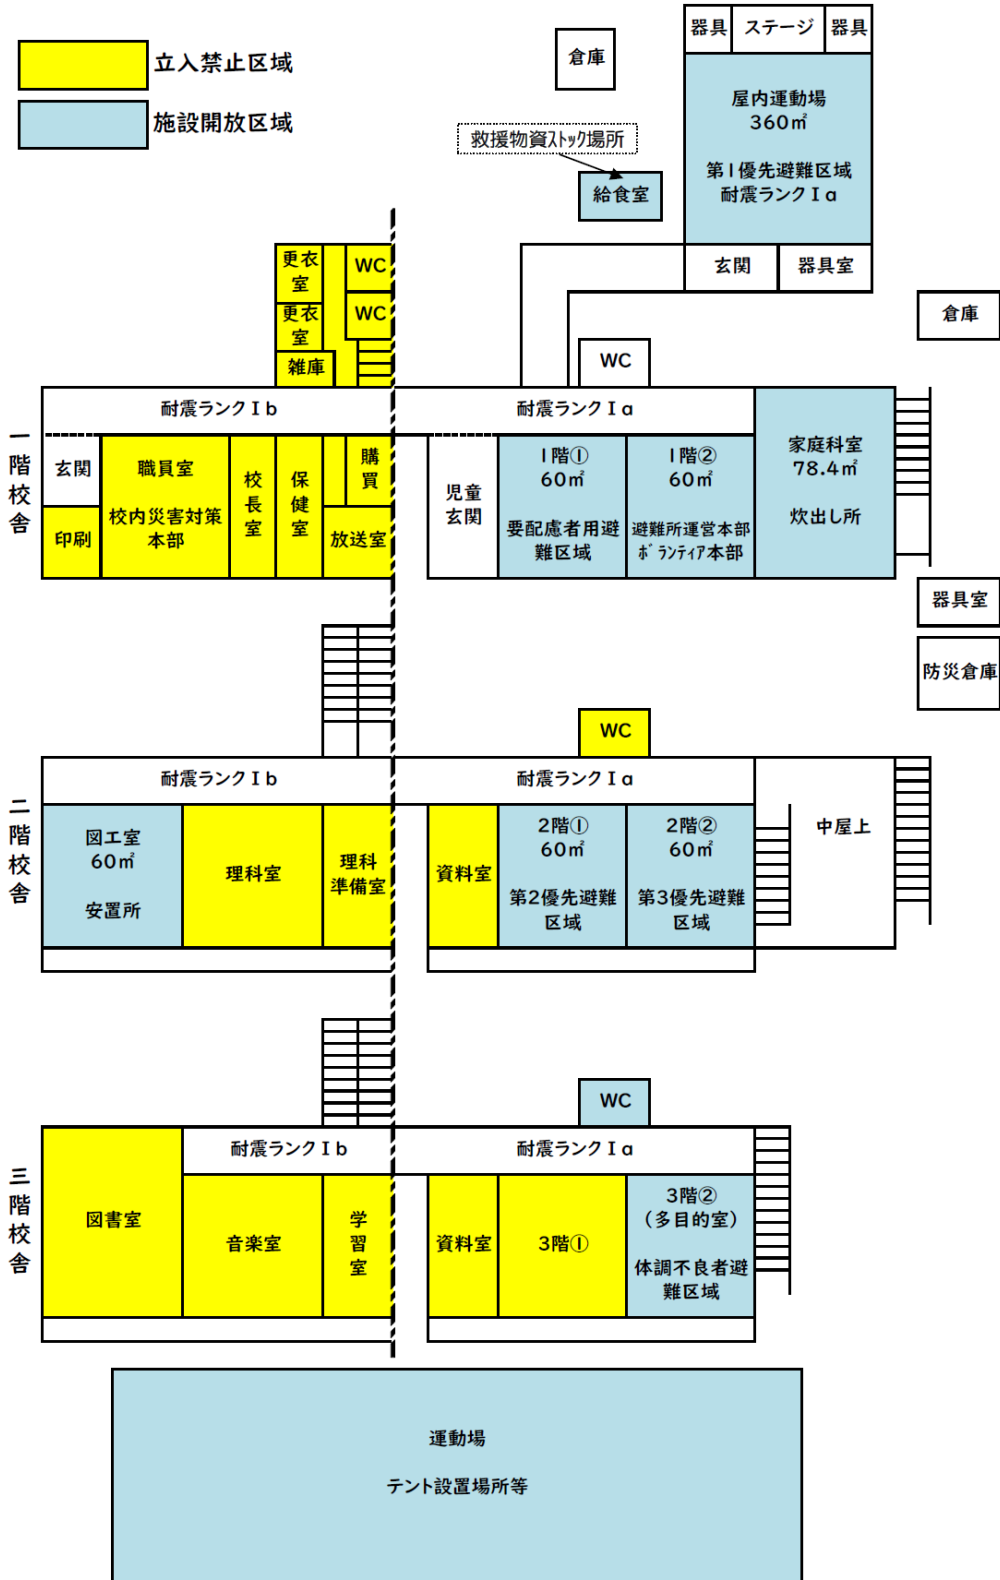 立入禁止区域
施設開放区域
倉庫
器具
ステージ
器具
屋内運動場
360㎡
第1優先避難区域
耐震ランクⅠa
玄関
器具室
救援物資ｽﾄｯｸ場所
給食室
倉庫
更衣
室
WC
更衣
室
WC
雑庫
WC
一階校舎
耐震ランクⅠb
耐震ランクⅠa
玄関
印刷
職員室
校内災害対策
本部
校長室
保健室
購買
放送室
児童
玄関
1階①
60㎡
要配慮者用避
難区域
1階②
60㎡
避難所運営本部
ﾎﾞﾗﾝﾃｨｱ本部
家庭科室
78.4㎡
炊出し所
器具室
防災倉庫
WC
二階校舎
耐震ランクⅠb
耐震ランクⅠa
図工室
60㎡
安置所
理科室
理科
準備室
資料室
2階①
60㎡
第2優先避難
区域
2階②
60㎡
第3優先避難
区域
中屋上
WC
三階校舎
耐震ランクⅠb
耐震ランクⅠa
図書室
音楽室
学習室
資料室
3階①
3階②
（多目的室）
体調不良者避
難区域
運動場
テント設置場所等